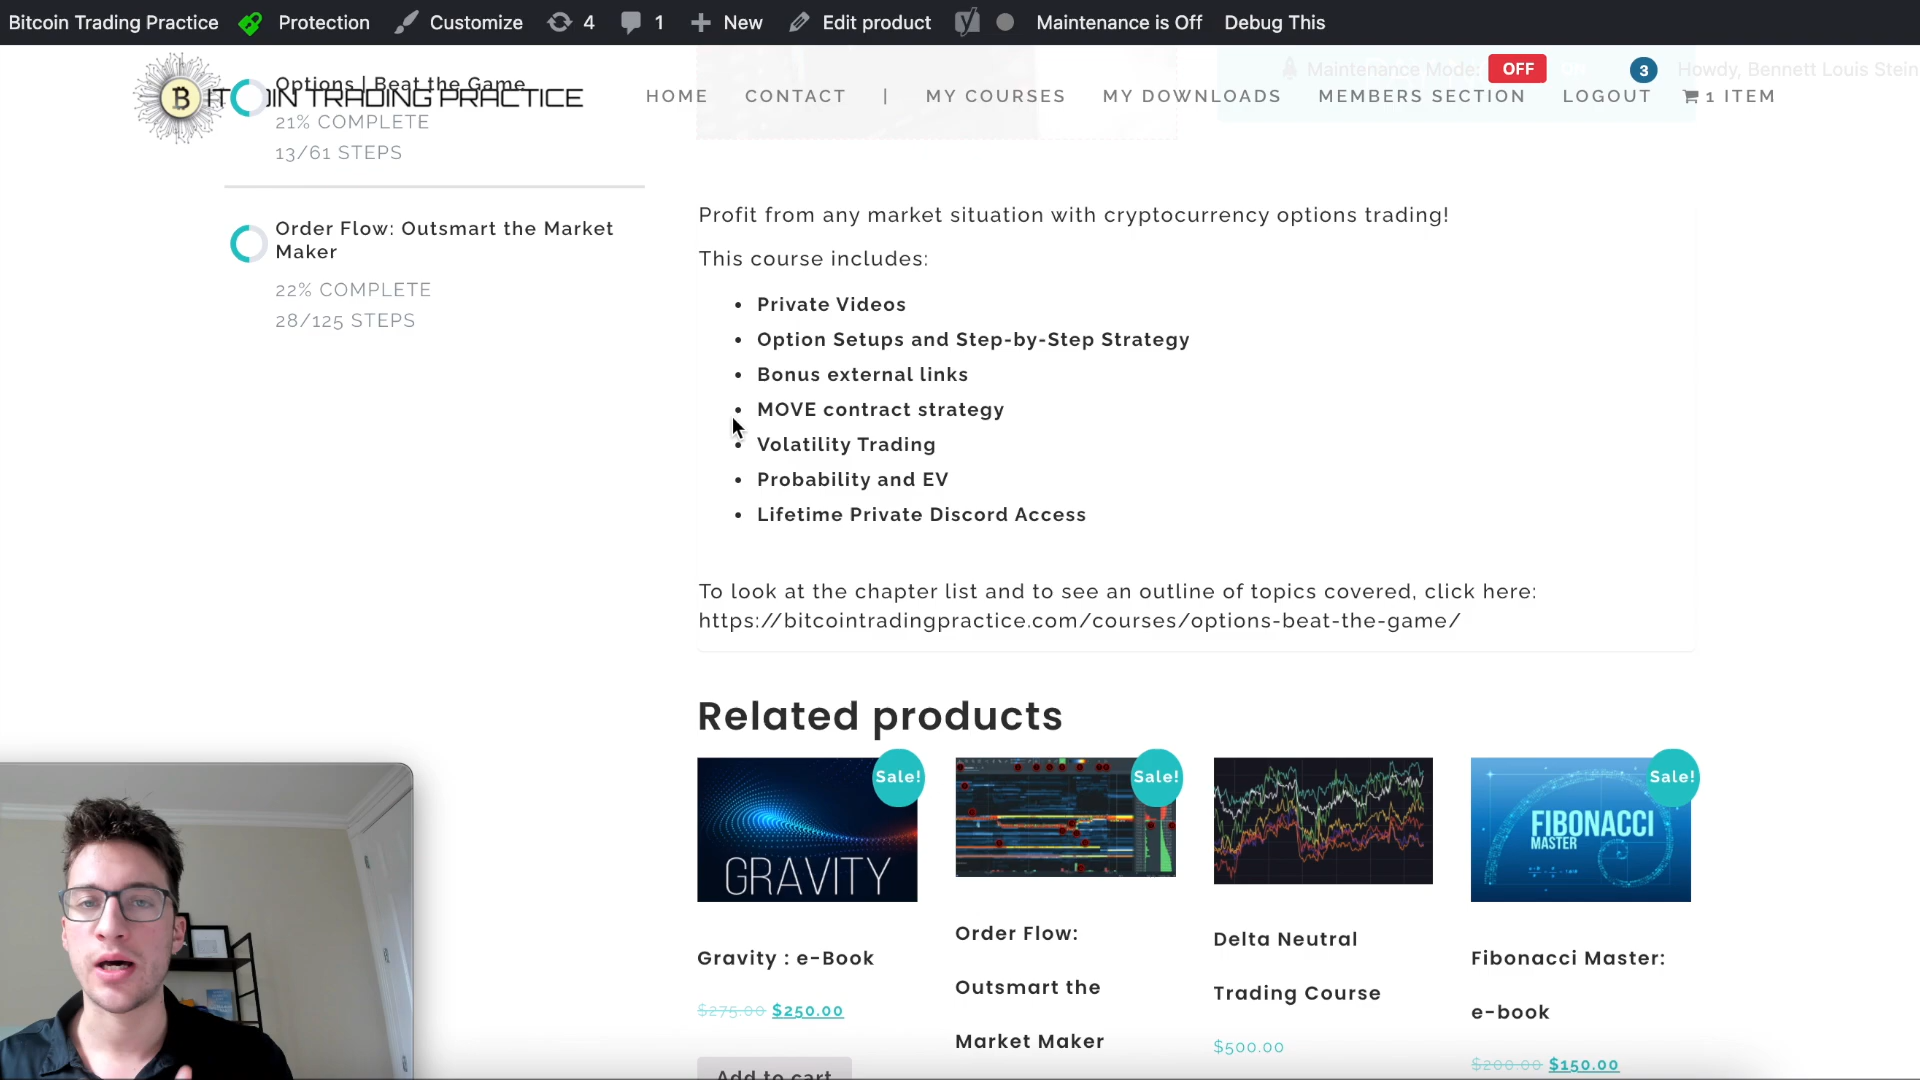 Bitcoin Trading Practice Protection Customize 4 1 New Edit product Maintenance is Off Debug This
Maintenance Mode: OFF 3 Howdy, Bennett Louis Stein
BITCOIN TRADING PRACTICE
HOME CONTACT | MY COURSES MY DOWNLOADS MEMBERS SECTION LOGOUT 1 ITEM
Options | Beat the Game
21% COMPLETE
13/61 STEPS
Order Flow: Outsmart the Market
Maker
22% COMPLETE
28/125 STEPS
Profit from any market situation with cryptocurrency options trading!
This course includes:
• Private Videos
• Option Setups and Step-by-Step Strategy
• Bonus external links
• MOVE contract strategy
• Volatility Trading
• Probability and EV
• Lifetime Private Discord Access
To look at the chapter list and to see an outline of topics covered, click here:
https://bitcointradingpractice.com/courses/options-beat-the-game/
Related products
Sale!
GRAVITY
Gravity : e-Book
$275.00 $250.00
Add to cart
Sale!
Order Flow:
Outsmart the
Market Maker
Delta Neutral
Trading Course
$500.00
Sale!
FIBONACCI
MASTER
Fibonacci Master:
e-book
$200.00 $150.00